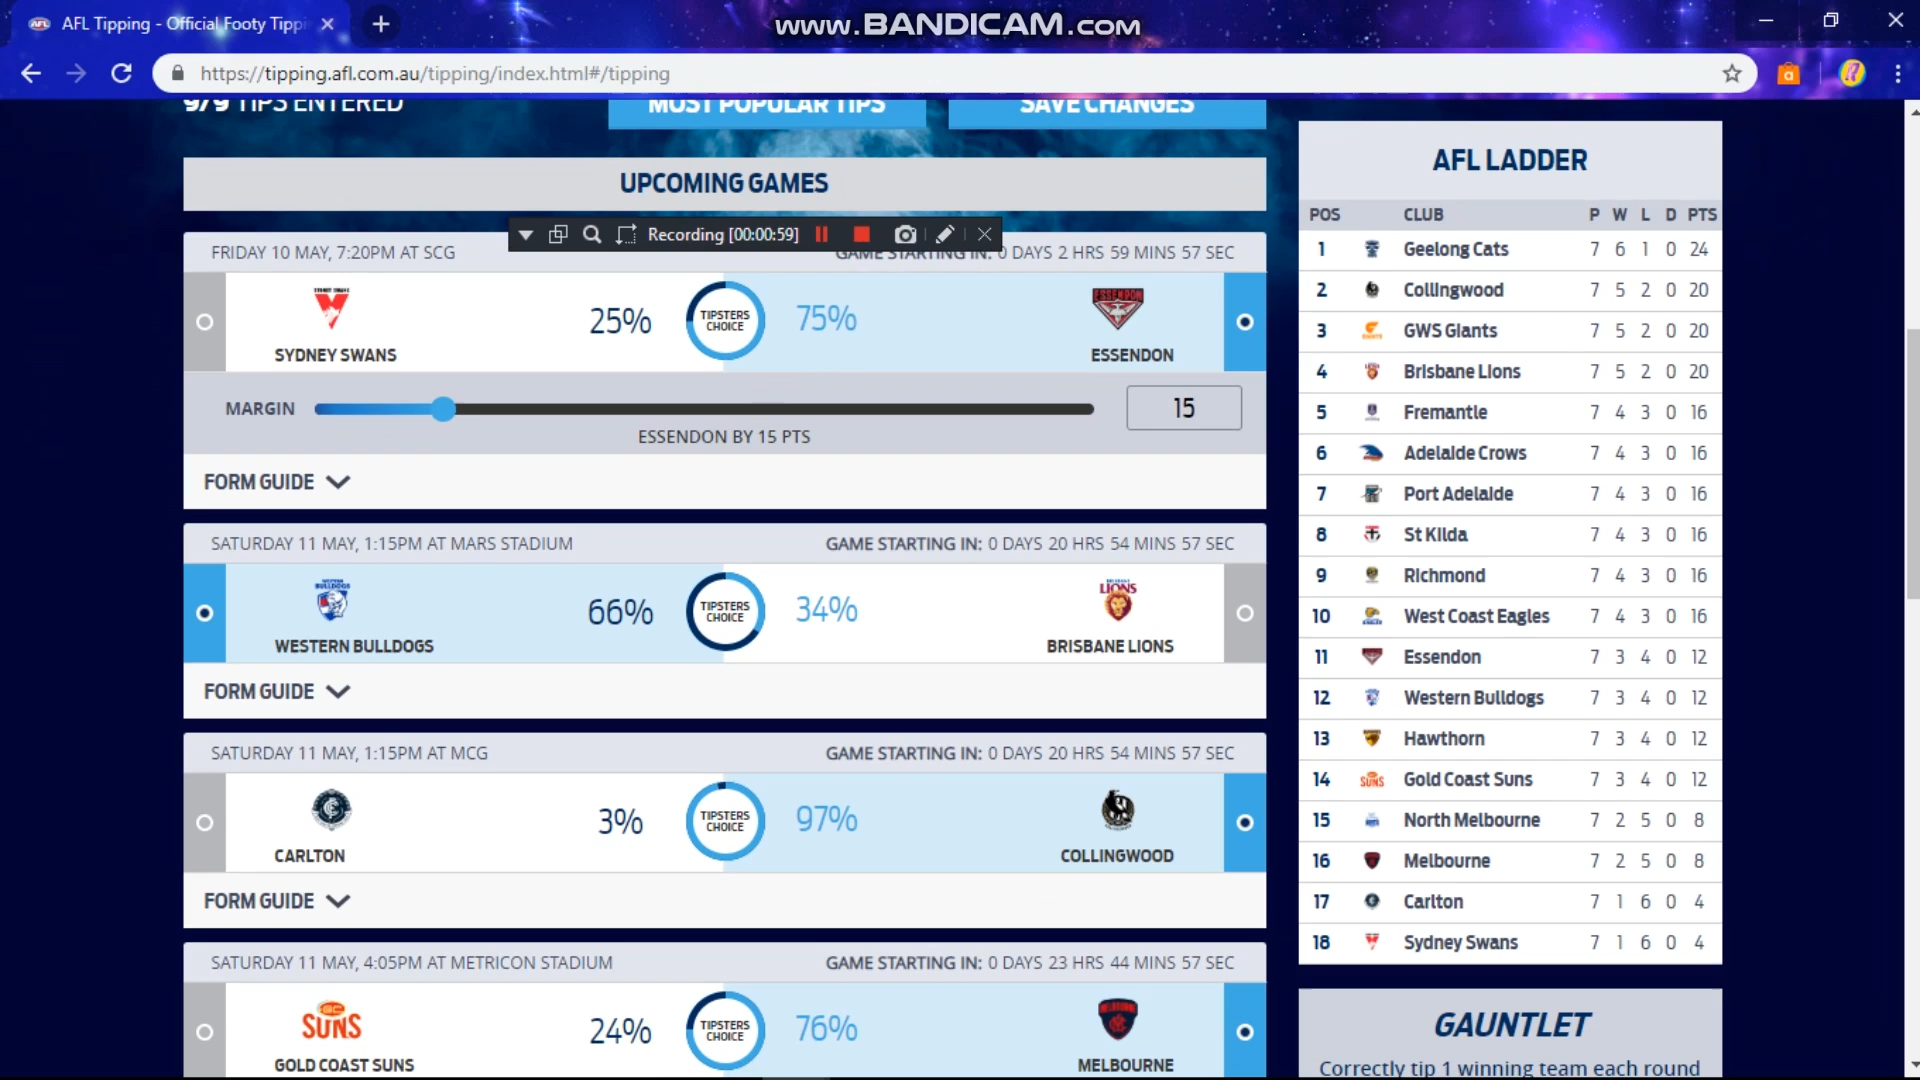 AFL Tipping - Official Footy Tippi
www.BANDICAM.com
https://tipping.afl.com.au/tipping/index.html#/tipping
9/9 TIPS ENTERED
MOST POPULAR TIPS
SAVE CHANGES
UPCOMING GAMES
Recording [00:00:59]
FRIDAY 10 MAY, 7:20PM AT SCG
GAME STARTING IN: 0 DAYS 2 HRS 59 MINS 57 SEC
SYDNEY SWANS
25%
TIPSTERS
CHOICE
75%
ESSENDON
ESSENDON
MARGIN
15
ESSENDON BY 15 PTS
FORM GUIDE
SATURDAY 11 MAY, 1:15PM AT MARS STADIUM
GAME STARTING IN: 0 DAYS 20 HRS 54 MINS 57 SEC
WESTERN BULLDOGS
66%
TIPSTERS
CHOICE
34%
LIONS
BRISBANE LIONS
FORM GUIDE
SATURDAY 11 MAY, 1:15PM AT MCG
GAME STARTING IN: 0 DAYS 20 HRS 54 MINS 57 SEC
CARLTON
3%
TIPSTERS
CHOICE
97%
COLLINGWOOD
FORM GUIDE
SATURDAY 11 MAY, 4:05PM AT METRICON STADIUM
GAME STARTING IN: 0 DAYS 23 HRS 44 MINS 57 SEC
SUNS
GOLD COAST SUNS
24%
TIPSTERS
CHOICE
76%
MELBOURNE
AFL LADDER
POS CLUB P W L D PTS
1 Geelong Cats 7 6 1 0 24
2 Collingwood 7 5 2 0 20
3 GWS Giants 7 5 2 0 20
4 Brisbane Lions 7 5 2 0 20
5 Fremantle 7 4 3 0 16
6 Adelaide Crows 7 4 3 0 16
7 Port Adelaide 7 4 3 0 16
8 St Kilda 7 4 3 0 16
9 Richmond 7 4 3 0 16
10 West Coast Eagles 7 4 3 0 16
11 Essendon 7 3 4 0 12
12 Western Bulldogs 7 3 4 0 12
13 Hawthorn 7 3 4 0 12
14 Gold Coast Suns 7 3 4 0 12
15 North Melbourne 7 2 5 0 8
16 Melbourne 7 2 5 0 8
17 Carlton 7 1 6 0 4
18 Sydney Swans 7 1 6 0 4
GAUNTLET
Correctly tip 1 winning team each round